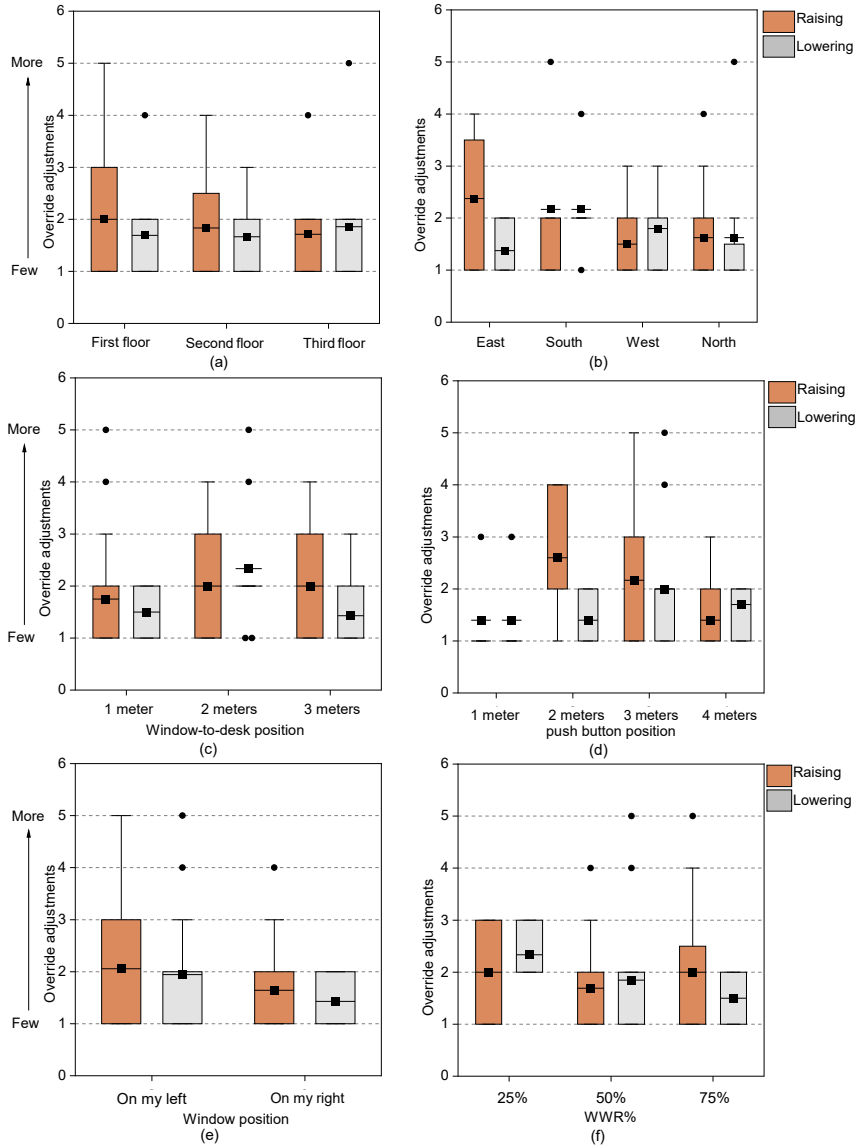 6
5
4
3
2
1
0
More
Few
Override adjustments
First floor
Second floor
Third floor
(a)
6
5
4
3
2
1
0
Override adjustments
East
South
West
North
(b)
Raising
Lowering
6
5
4
3
2
1
0
More
Few
Override adjustments
1 meter
2 meters
3 meters
Window-to-desk position
(c)
6
5
4
3
2
1
0
Override adjustments
1 meter
2 meters
3 meters
4 meters
push button position
(d)
Raising
Lowering
6
5
4
3
2
1
0
More
Few
Override adjustments
On my left
On my right
Window position
(e)
6
5
4
3
2
1
0
Override adjustments
25%
50%
75%
WWR%
(f)
Raising
Lowering